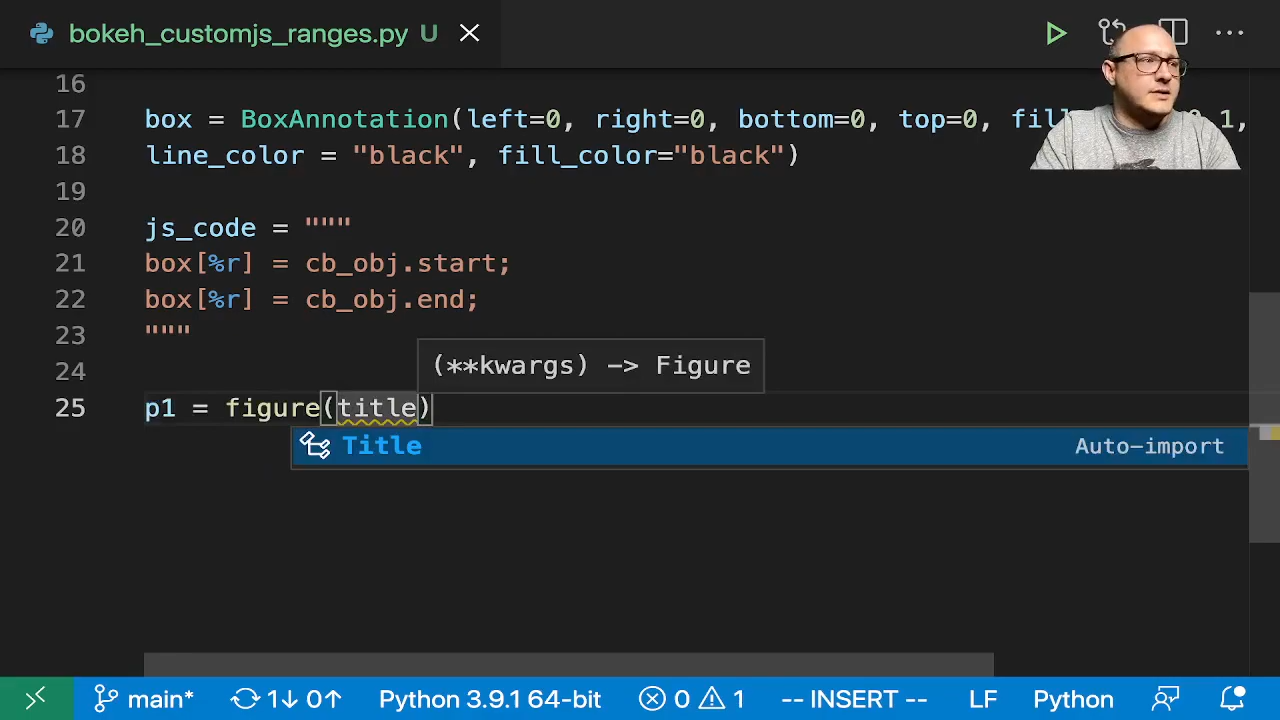 bokeh_customjs_ranges.py U
16
17 box = BoxAnnotation(left=0, right=0, bottom=0, top=0, fil
18 line_color = "black", fill_color="black")
19
20 js_code = """
21 box[%r] = cb_obj.start;
22 box[%r] = cb_obj.end;
23 """
24
(**kwargs) -> Figure
25 p1 = figure(title)
Title Auto-import
main* 1↓ 0↑ Python 3.9.1 64-bit 0 1 -- INSERT -- LF Python